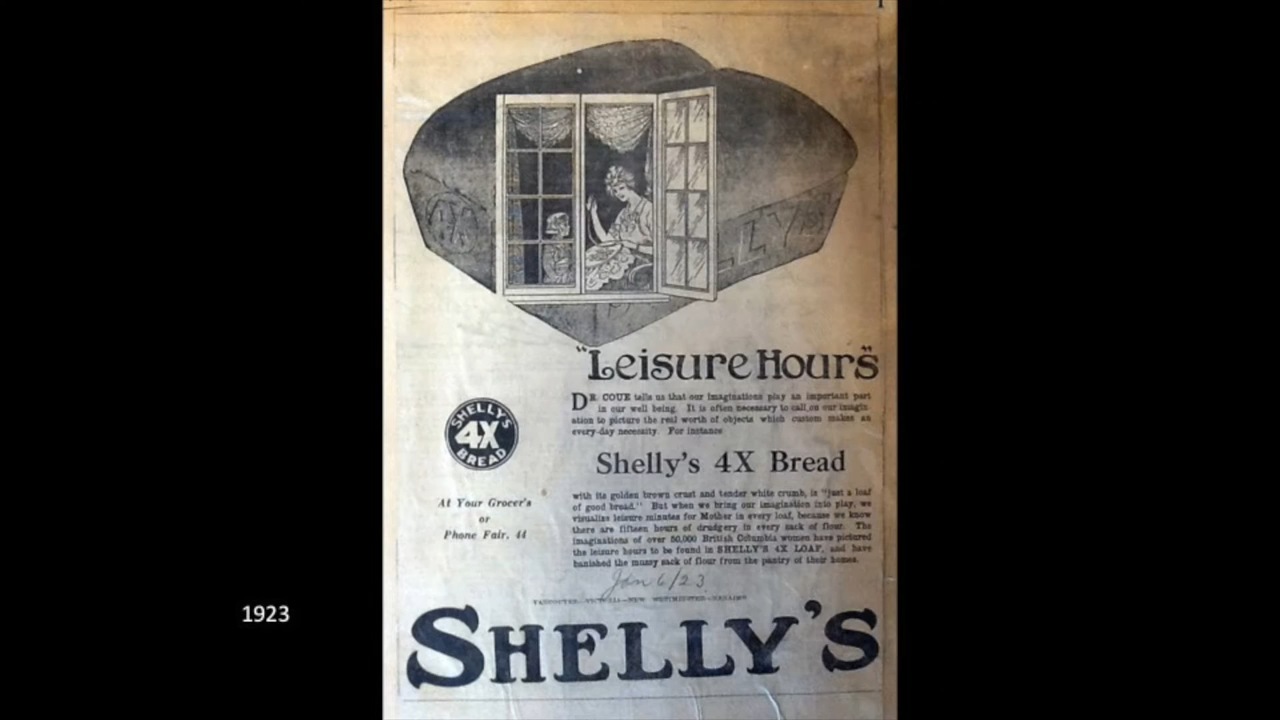 LLY'S
"Leisure Hours"
DR. COUE tells us that our imaginations play an important part
in our well being. It is often necessary to call on our imagin-
ation to picture the real worth of objects which custom makes an
every-day necessity. For instance
SHELLY'S
4X
BREAD
Shelly's 4X Bread
At Your Grocer's
or
Phone Fair. 44
with its golden brown crust and tender white crumb, is "just a loaf
of good bread." But when we bring our imagination into play, we
visualize leisure minutes for Mother in every loaf, because we know
there are fifteen hours of drudgery in every sack of flour. The
imaginations of over 50,000 British Columbia women have pictured
the leisure hours to be found in SHELLY'S 4X LOAF, and have
banished the mussy sack of flour from the pantry of their homes.
Jan 6/23
VANCOUVER—VICTORIA—NEW WESTMINSTER—NANAIMO
1923
SHELLY'S